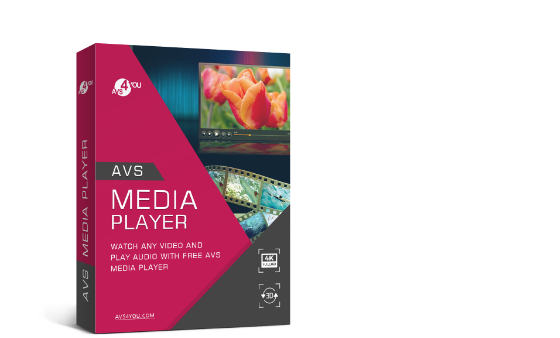 AVS4YOU
AVS MEDIA PLAYER
AVS4YOU
AVS
MEDIA
PLAYER
WATCH ANY VIDEO AND
PLAY AUDIO WITH FREE AVS
MEDIA PLAYER
4K
3D
AVS4YOU.COM